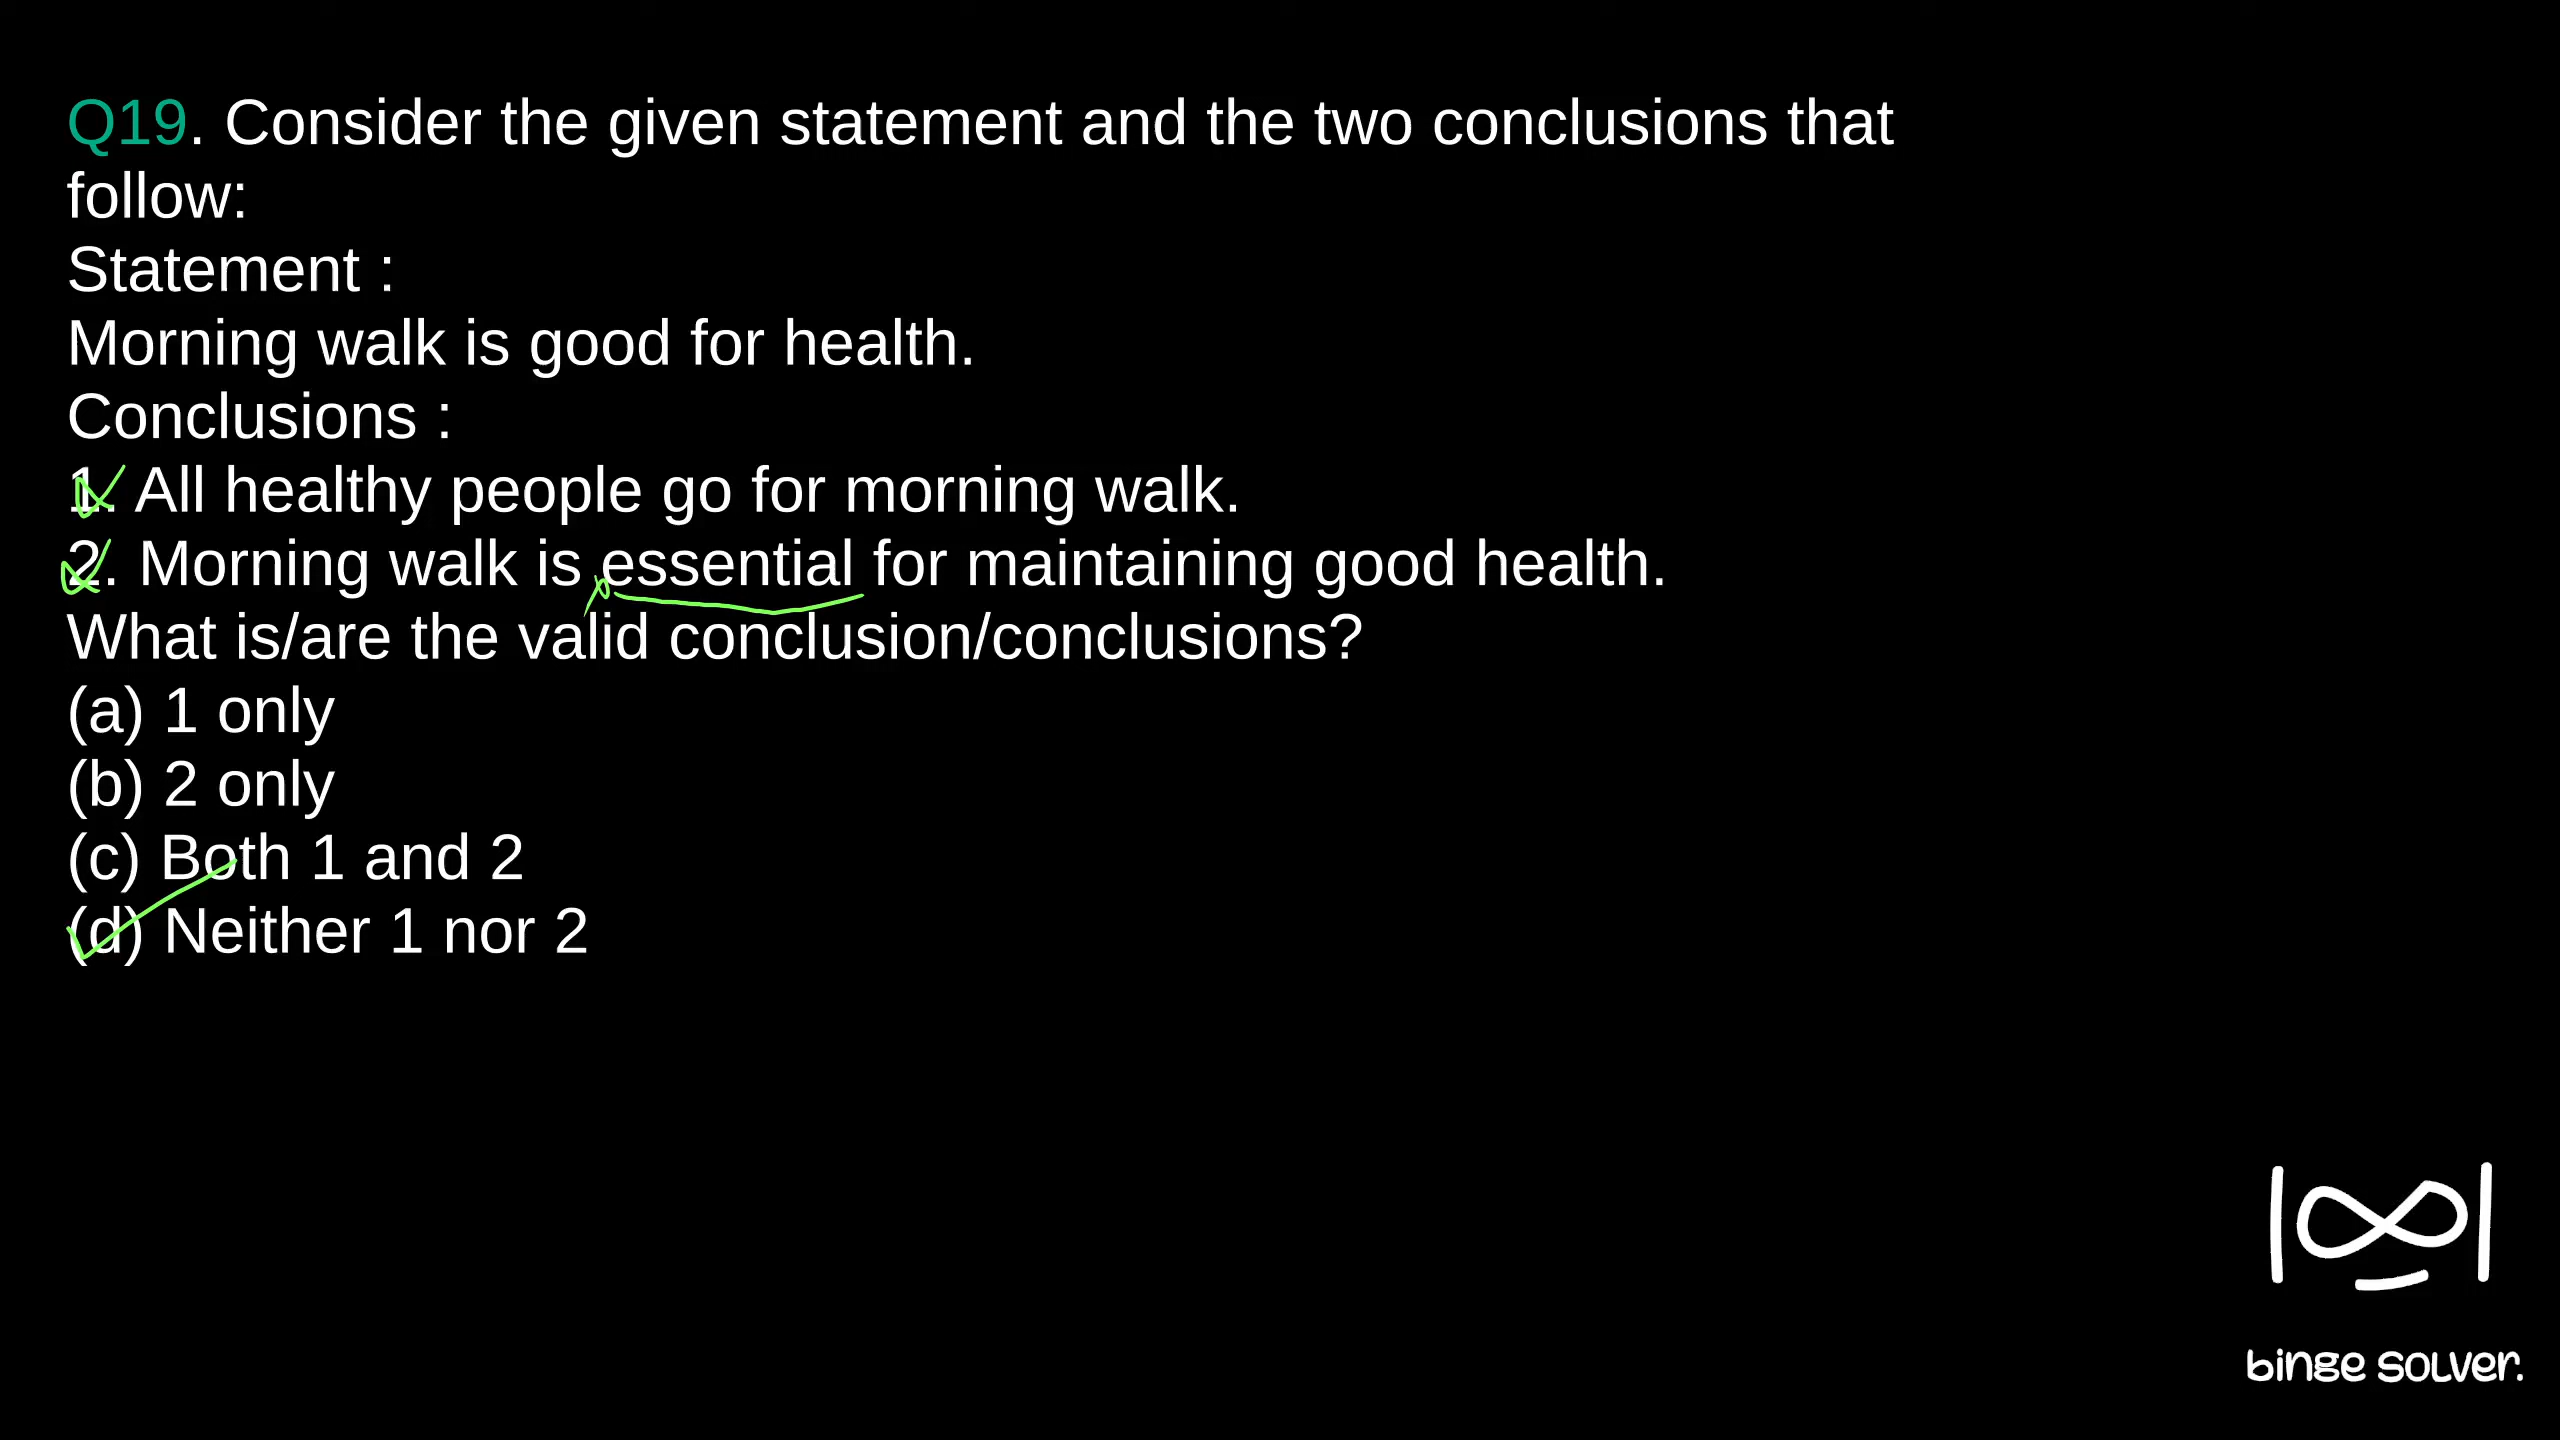 Q19. Consider the given statement and the two conclusions that
follow:
Statement :
Morning walk is good for health.
Conclusions :
1. All healthy people go for morning walk.
2. Morning walk is essential for maintaining good health.
What is/are the valid conclusion/conclusions?
(a) 1 only
(b) 2 only
(c) Both 1 and 2
(d) Neither 1 nor 2
binge solver.